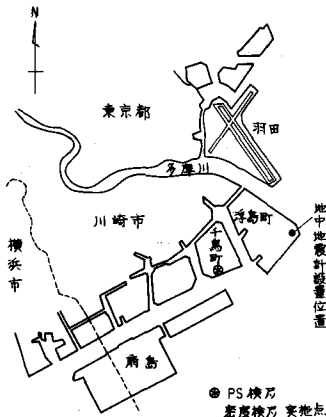 N
東京都
羽田
多摩川
川崎市
横浜市
浮島町
千鳥町
地中地震計設置位置
扇島
PS検層
密度検層 実施点